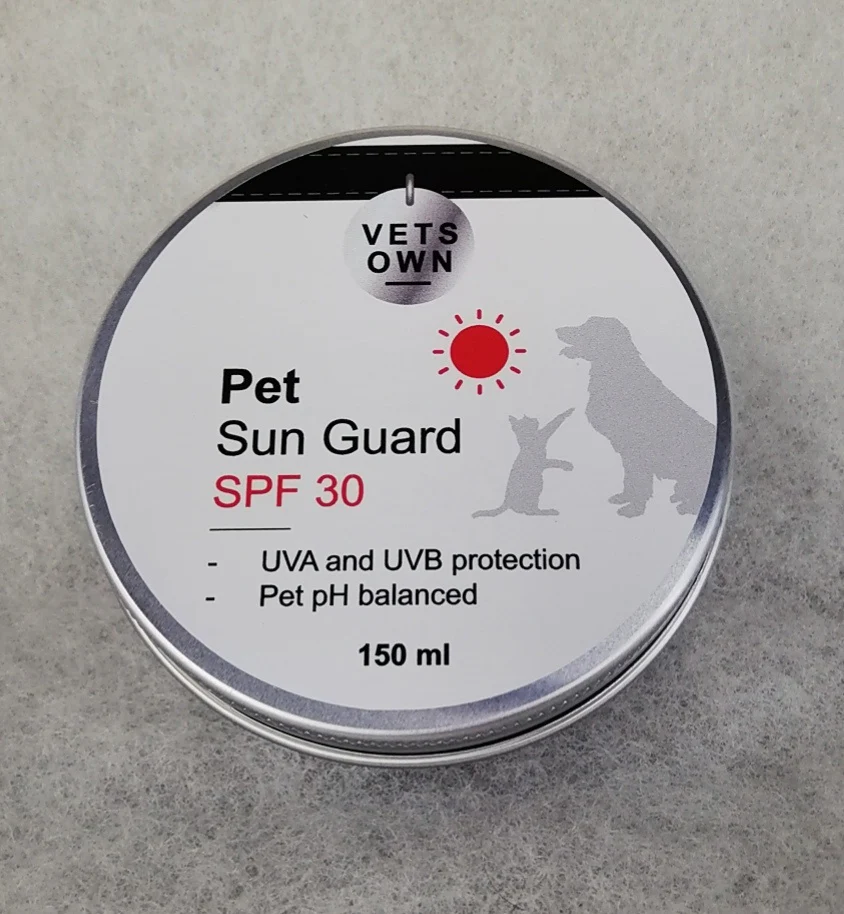 VETS
OWN
Pet
Sun Guard
SPF 30
- UVA and UVB protection
- Pet pH balanced
150 ml